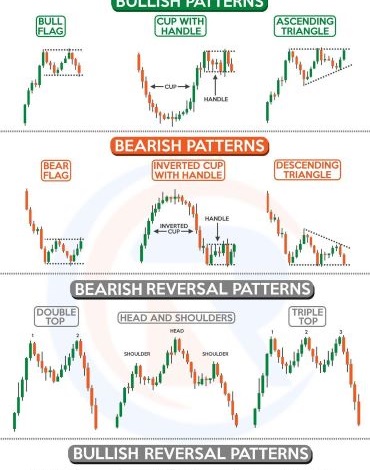 BULLISH PATTERNS
BULL
FLAG
CUP WITH
HANDLE
ASCENDING
TRIANGLE
CUP
HANDLE
BEARISH PATTERNS
BEAR
FLAG
INVERTED CUP
WITH HANDLE
DESCENDING
TRIANGLE
HANDLE
INVERTED
CUP
BEARISH REVERSAL PATTERNS
DOUBLE
TOP
HEAD AND SHOULDERS
TRIPLE
TOP
1
2
HEAD
SHOULDER
SHOULDER
1
2
3
BULLISH REVERSAL PATTERNS